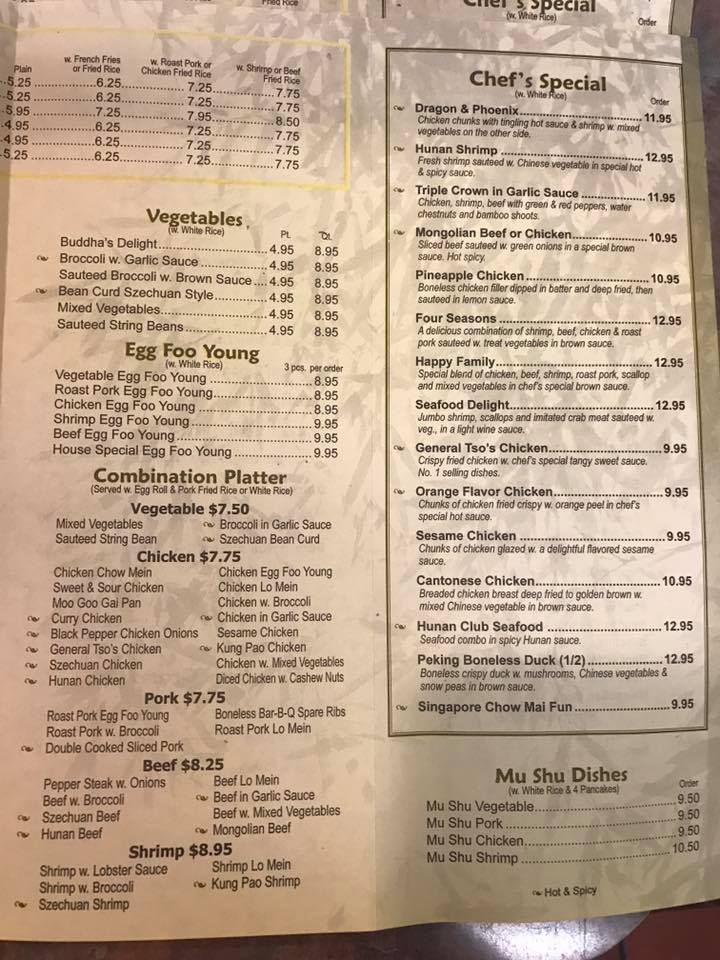 Fried Rice
Chef's Special
(w. White Rice)
Order
Plain
w. French Fries
or Fried Rice
w. Roast Pork or
Chicken Fried Rice
w. Shrimp or Beef
Fried Rice
5.25 6.25 7.25 7.75
5.25 6.25 7.25 7.75
5.95 7.25 7.95 8.50
4.95 6.25 7.25 7.75
4.95 6.25 7.25 7.75
5.25 6.25 7.25 7.75
Vegetables
(w. White Rice)
Pt. Qt.
Buddha's Delight 4.95 8.95
Broccoli w. Garlic Sauce 4.95 8.95
Sauteed Broccoli w. Brown Sauce 4.95 8.95
Bean Curd Szechuan Style 4.95 8.95
Mixed Vegetables 4.95 8.95
Sauteed String Beans 4.95 8.95
Egg Foo Young
(w. White Rice)
3 pcs. per order
Vegetable Egg Foo Young 8.95
Roast Pork Egg Foo Young 8.95
Chicken Egg Foo Young 8.95
Shrimp Egg Foo Young 9.95
Beef Egg Foo Young 9.95
House Special Egg Foo Young 9.95
Combination Platter
(Served w. Egg Roll & Pork Fried Rice or White Rice)
Vegetable $7.50
Mixed Vegetables
Sauteed String Bean
Broccoli in Garlic Sauce
Szechuan Bean Curd
Chicken $7.75
Chicken Chow Mein
Sweet & Sour Chicken
Moo Goo Gai Pan
Curry Chicken
Black Pepper Chicken Onions
General Tso's Chicken
Szechuan Chicken
Hunan Chicken
Chicken Egg Foo Young
Chicken Lo Mein
Chicken w. Broccoli
Chicken in Garlic Sauce
Sesame Chicken
Kung Pao Chicken
Chicken w. Mixed Vegetables
Diced Chicken w. Cashew Nuts
Pork $7.75
Roast Pork Egg Foo Young
Roast Pork w. Broccoli
Double Cooked Sliced Pork
Boneless Bar-B-Q Spare Ribs
Roast Pork Lo Mein
Beef $8.25
Pepper Steak w. Onions
Beef w. Broccoli
Szechuan Beef
Hunan Beef
Beef Lo Mein
Beef in Garlic Sauce
Beef w. Mixed Vegetables
Mongolian Beef
Shrimp $8.95
Shrimp w. Lobster Sauce
Shrimp w. Broccoli
Szechuan Shrimp
Shrimp Lo Mein
Kung Pao Shrimp
Chef's Special
(w. White Rice)
Order
Dragon & Phoenix 11.95
Chicken chunks with tingling hot sauce & shrimp w. mixed
vegetables on the other side.
Hunan Shrimp 12.95
Fresh shrimp sauteed w. Chinese vegetable in special hot
& spicy sauce.
Triple Crown in Garlic Sauce 11.95
Chicken, shrimp, beef with green & red peppers, water
chestnuts and bamboo shoots.
Mongolian Beef or Chicken 10.95
Sliced beef sauteed w. green onions in a special brown
sauce. Hot spicy.
Pineapple Chicken 10.95
Boneless chicken filler dipped in batter and deep fried, then
sauteed in lemon sauce.
Four Seasons 12.95
A delicious combination of shrimp, beef, chicken & roast
pork sauteed w. treat vegetables in brown sauce.
Happy Family 12.95
Special blend of chicken, beef, shrimp, roast pork, scallop
and mixed vegetables in chef's special brown sauce.
Seafood Delight 12.95
Jumbo shrimp, scallops and imitated crab meat sauteed w.
veg., in a light wine sauce.
General Tso's Chicken 9.95
Crispy fried chicken w. chef's special tangy sweet sauce.
No. 1 selling dishes.
Orange Flavor Chicken 9.95
Chunks of chicken fried crispy w. orange peel in chef's
special hot sauce.
Sesame Chicken 9.95
Chunks of chicken glazed w. a delightful flavored sesame
sauce.
Cantonese Chicken 10.95
Breaded chicken breast deep fried to golden brown w.
mixed Chinese vegetable in brown sauce.
Hunan Club Seafood 12.95
Seafood combo in spicy Hunan sauce.
Peking Boneless Duck (1/2) 12.95
Boneless crispy duck w. mushrooms, Chinese vegetables &
snow peas in brown sauce.
Singapore Chow Mai Fun 9.95
Mu Shu Dishes
(w. White Rice & 4 Pancakes)
Order
Mu Shu Vegetable 9.50
Mu Shu Pork 9.50
Mu Shu Chicken 9.50
Mu Shu Shrimp 10.50
Hot & Spicy